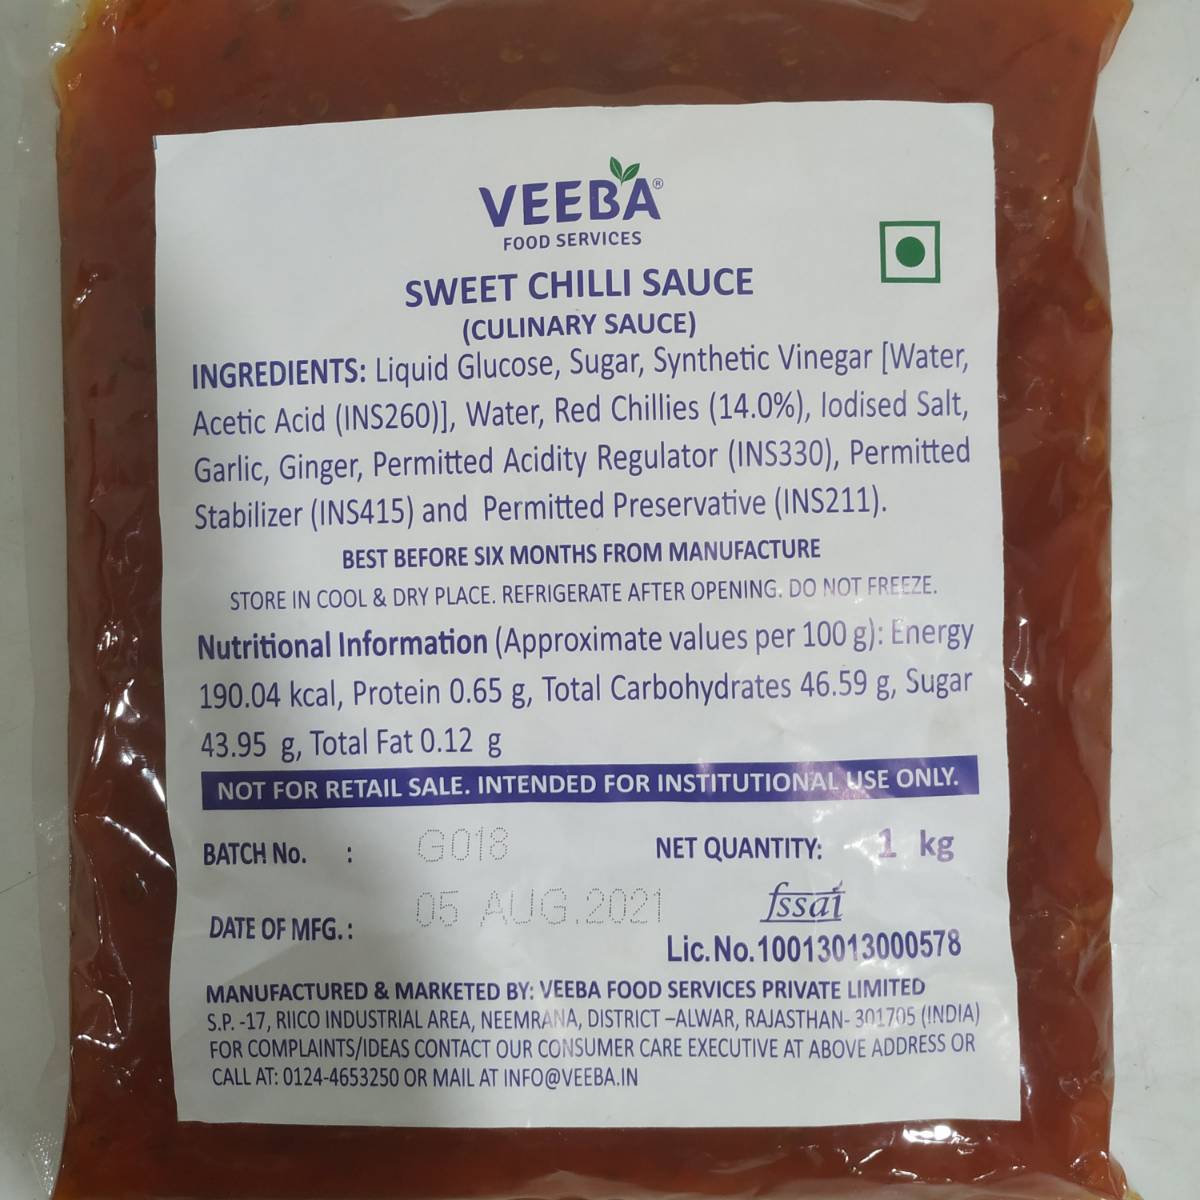 VEEBA®
FOOD SERVICES
SWEET CHILLI SAUCE
(CULINARY SAUCE)
INGREDIENTS: Liquid Glucose, Sugar, Synthetic Vinegar [Water,
Acetic Acid (INS260)], Water, Red Chillies (14.0%), Iodised Salt,
Garlic, Ginger, Permitted Acidity Regulator (INS330), Permitted
Stabilizer (INS415) and Permitted Preservative (INS211).
BEST BEFORE SIX MONTHS FROM MANUFACTURE
STORE IN COOL & DRY PLACE. REFRIGERATE AFTER OPENING. DO NOT FREEZE.
Nutritional Information (Approximate values per 100 g): Energy
190.04 kcal, Protein 0.65 g, Total Carbohydrates 46.59 g, Sugar
43.95 g, Total Fat 0.12 g
NOT FOR RETAIL SALE. INTENDED FOR INSTITUTIONAL USE ONLY.
BATCH No. : G018 NET QUANTITY: 1 kg
DATE OF MFG. : 05 AUG.2021 fssai
Lic.No.10013013000578
MANUFACTURED & MARKETED BY: VEEBA FOOD SERVICES PRIVATE LIMITED
S.P. -17, RIICO INDUSTRIAL AREA, NEEMRANA, DISTRICT –ALWAR, RAJASTHAN- 301705 (INDIA)
FOR COMPLAINTS/IDEAS CONTACT OUR CONSUMER CARE EXECUTIVE AT ABOVE ADDRESS OR
CALL AT: 0124-4653250 OR MAIL AT INFO@VEEBA.IN